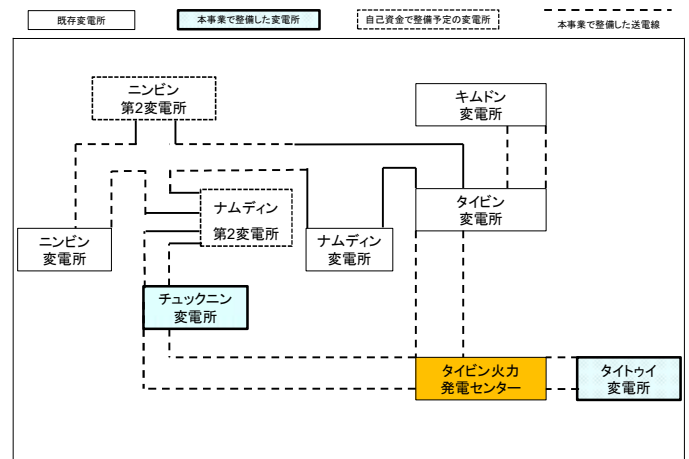 既存変電所
本事業で整備した変電所
自己資金で整備予定の変電所
本事業で整備した送電線
ニンビン
第2変電所
キムドン
変電所
ナムディン
第2変電所
タイビン
変電所
ニンビン
変電所
ナムディン
変電所
チュックニン
変電所
タイビン火力
発電センター
タイトゥイ
変電所